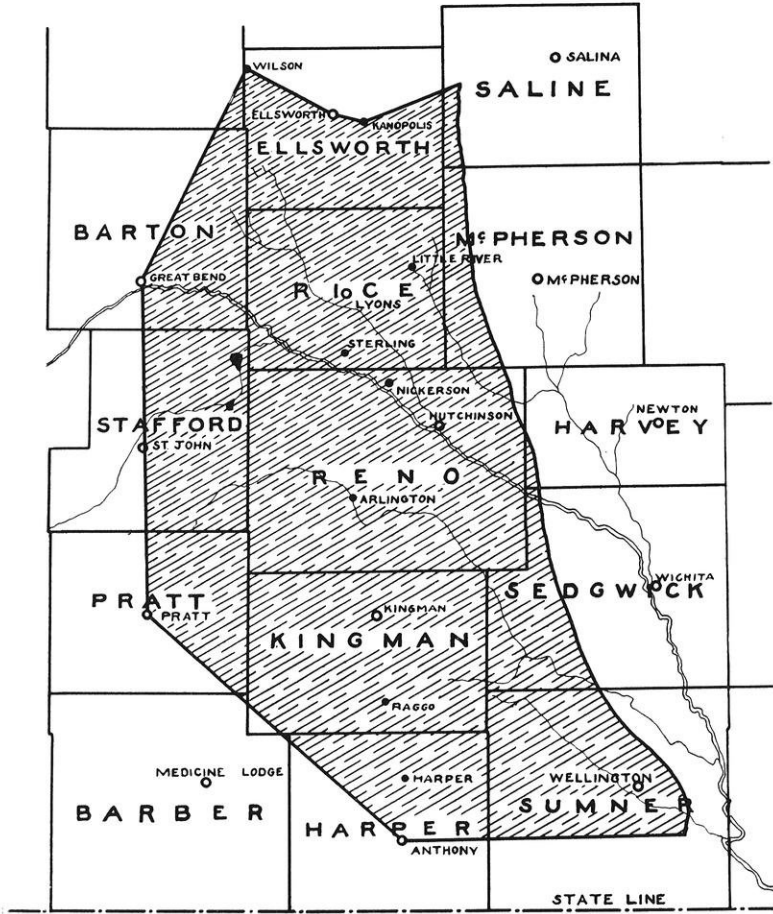 SALINA
WILSON
SALINE
ELLSWORTH
KANOPOLIS
ELLSWORTH
BARTON
McPHERSON
LITTLE RIVER
GREAT BEND
McPHERSON
RICE
LYONS
STERLING
NICKERSON
NEWTON
STAFFORD
HUTCHINSON
HARVEY
ST JOHN
RENO
ARLINGTON
WICHITA
SEDGWICK
PRATT
PRATT
KINGMAN
KINGMAN
RAGGO
MEDICINE LODGE
HARPER
WELLINGTON
BARBER
SUMNER
HARPER
ANTHONY
STATE LINE